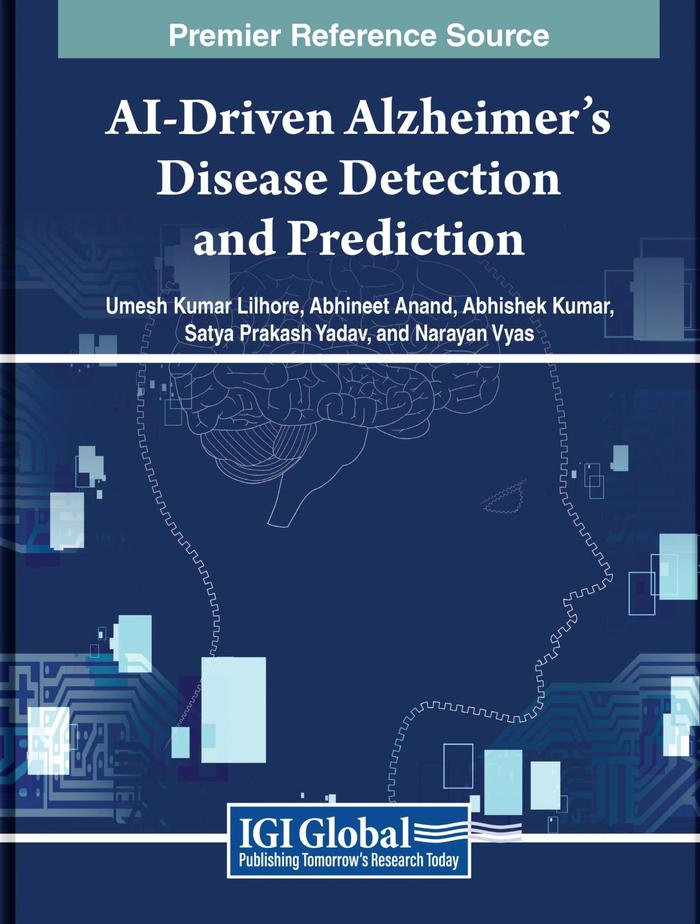 Premier Reference Source
AI-Driven Alzheimer’s
Disease Detection
and Prediction
Umesh Kumar Lilhore, Abhineet Anand, Abhishek Kumar,
Satya Prakash Yadav, and Narayan Vyas
IGI Global
Publishing Tomorrow’s Research Today